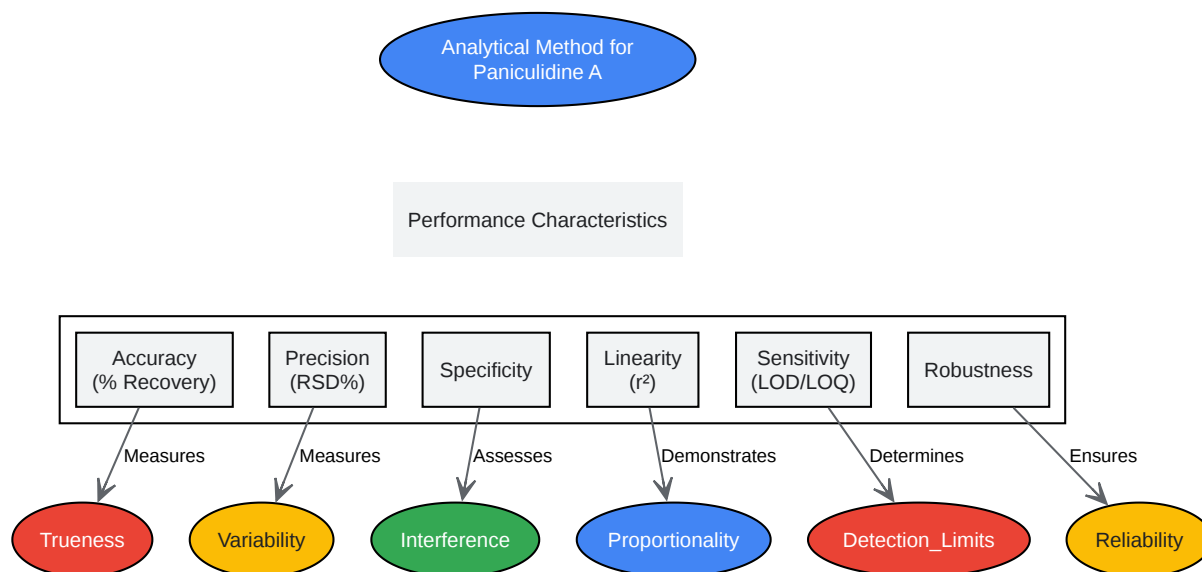 Analytical Method for
Paniculidine A
Performance Characteristics
Accuracy
(% Recovery)
Precision
(RSD%)
Specificity
Linearity
(r²)
Sensitivity
(LOD/LOQ)
Robustness
Measures
Measures
Assesses
Demonstrates
Determines
Ensures
Trueness
Variability
Interference
Proportionality
Detection_Limits
Reliability